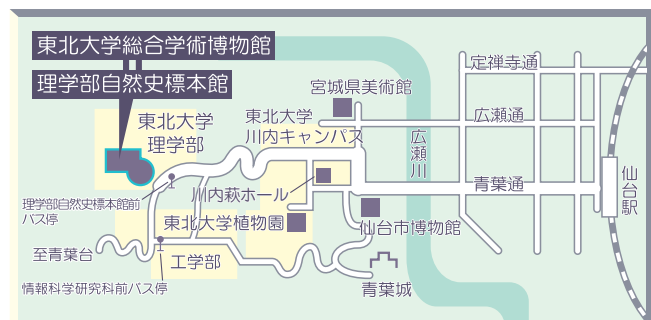 東北大学総合学術博物館
理学部自然史標本館
定禅寺通
宮城県美術館
東北大学
理学部
東北大学
川内キャンパス
広瀬通
広瀬川
仙台駅
青葉通
川内萩ホール
理学部自然史標本館前
バス停
東北大学植物園
仙台市博物館
至青葉台
工学部
情報科学研究科前バス停
青葉城